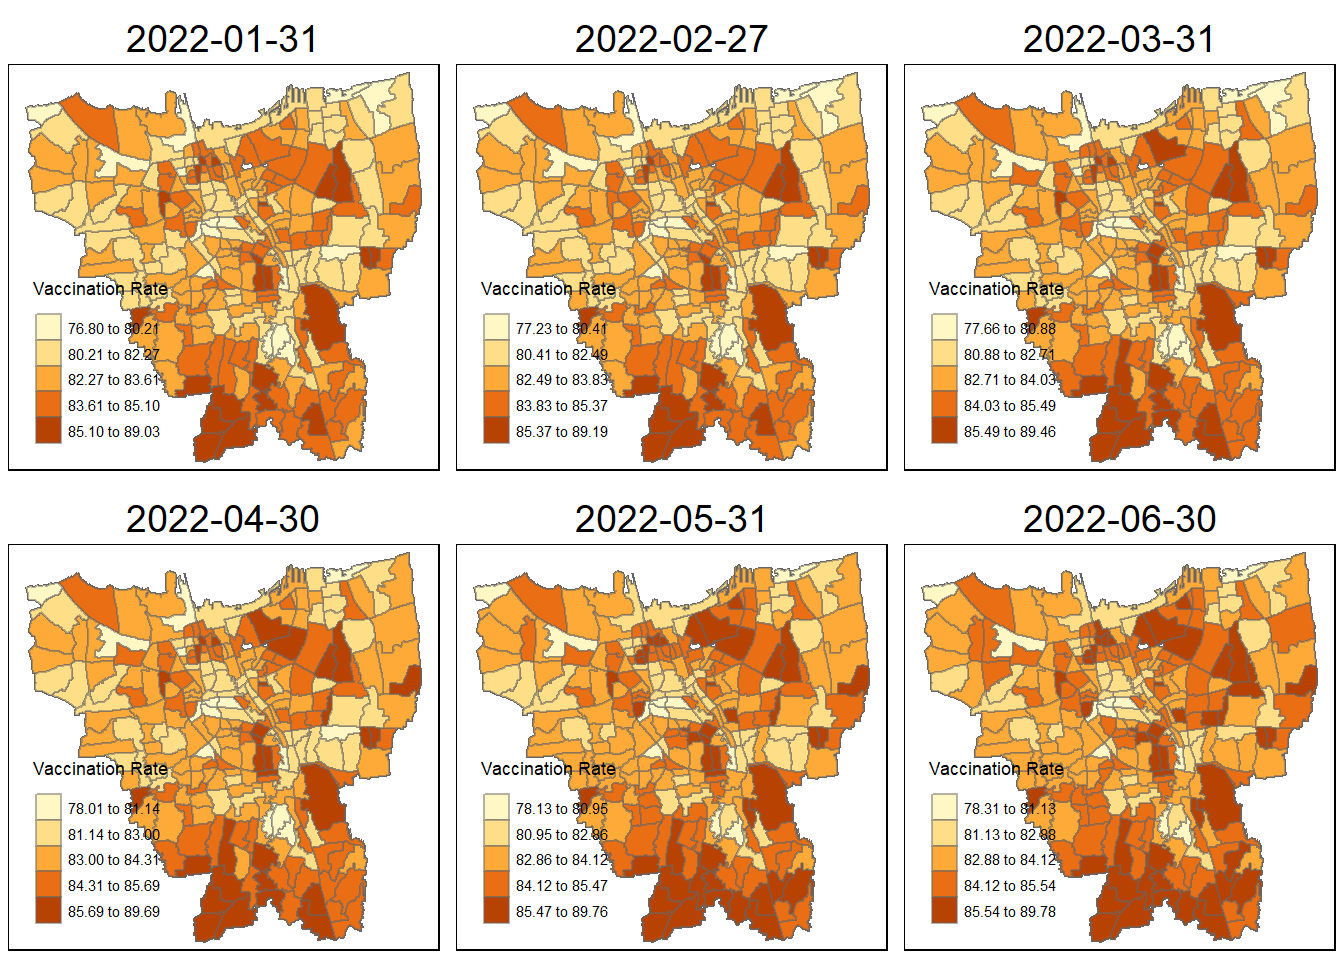 2022-01-31
Vaccination Rate
76.80 to 80.21
80.21 to 82.27
82.27 to 83.61
83.61 to 85.10
85.10 to 89.03
2022-02-27
Vaccination Rate
77.23 to 80.41
80.41 to 82.49
82.49 to 83.83
83.83 to 85.37
85.37 to 89.19
2022-03-31
Vaccination Rate
77.66 to 80.88
80.88 to 82.71
82.71 to 84.03
84.03 to 85.49
85.49 to 89.46
2022-04-30
Vaccination Rate
78.01 to 81.14
81.14 to 83.00
83.00 to 84.31
84.31 to 85.69
85.69 to 89.69
2022-05-31
Vaccination Rate
78.13 to 80.95
80.95 to 82.86
82.86 to 84.12
84.12 to 85.47
85.47 to 89.76
2022-06-30
Vaccination Rate
78.31 to 81.13
81.13 to 82.88
82.88 to 84.12
84.12 to 85.54
85.54 to 89.78